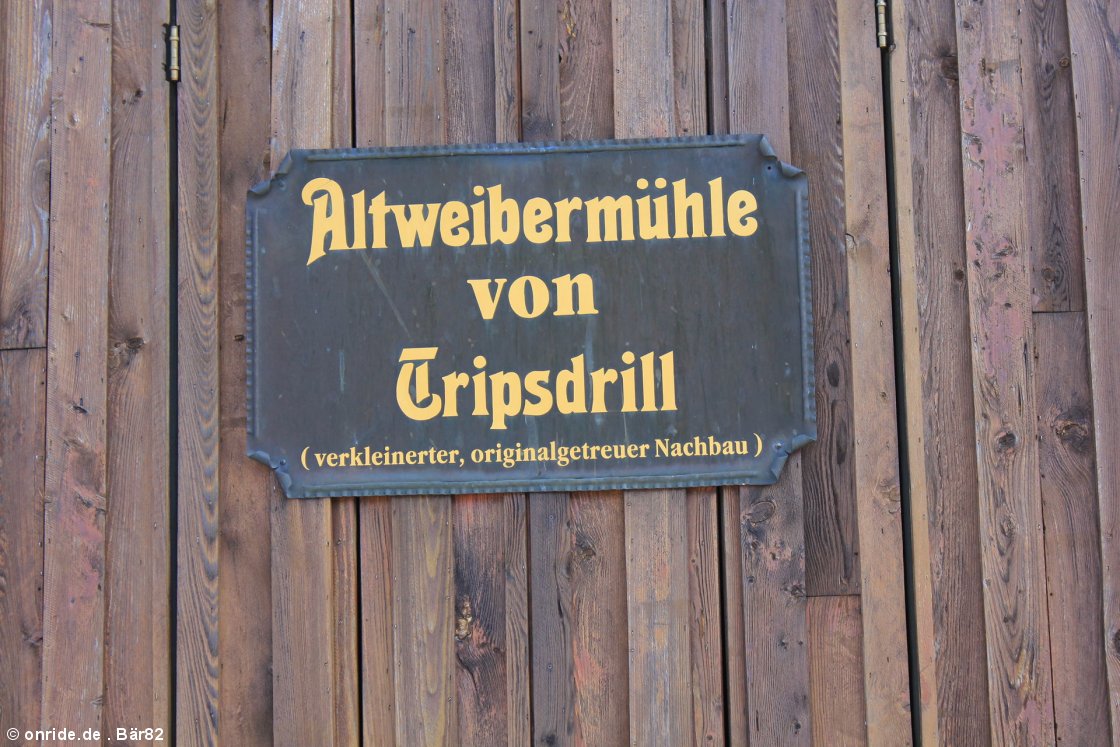 Altweibermühle
von
Tripsdrill
( verkleinerter, originalgetreuer Nachbau )
© onride.de . Bär82